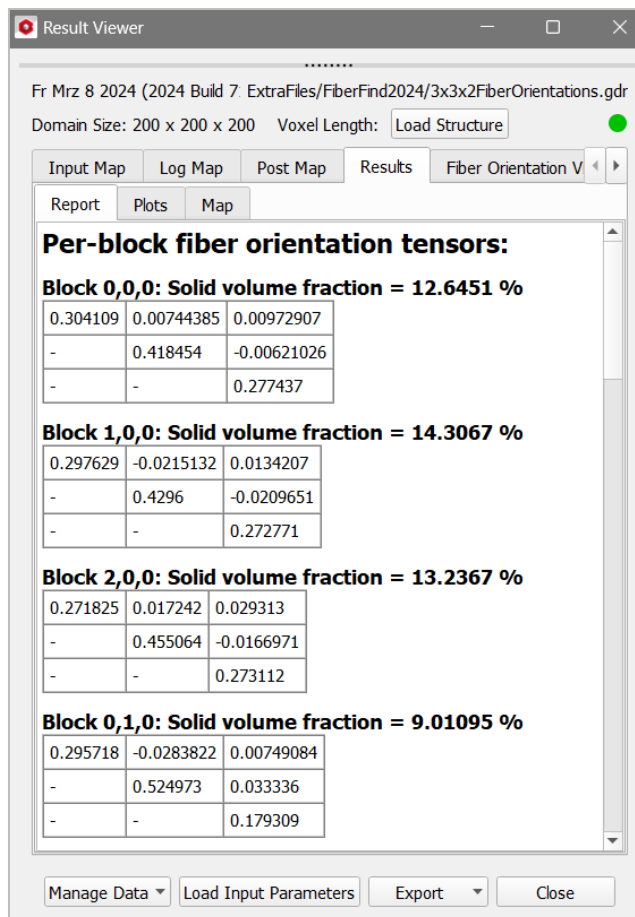 Result Viewer
Fr Mrz 8 2024 (2024 Build 7: ExtraFiles/FiberFind2024/3x3x2FiberOrientations.gdr
Domain Size: 200 x 200 x 200 Voxel Length: Load Structure
Input Map Log Map Post Map Results Fiber Orientation V
Report Plots Map
Per-block fiber orientation tensors:
Block 0,0,0: Solid volume fraction = 12.6451 %
0.304109 0.00744385 0.00972907
- 0.418454 -0.00621026
- - 0.277437
Block 1,0,0: Solid volume fraction = 14.3067 %
0.297629 -0.0215132 0.0134207
- 0.4296 -0.0209651
- - 0.272771
Block 2,0,0: Solid volume fraction = 13.2367 %
0.271825 0.017242 0.029313
- 0.455064 -0.0166971
- - 0.273112
Block 0,1,0: Solid volume fraction = 9.01095 %
0.295718 -0.0283822 0.00749084
- 0.524973 0.033336
- - 0.179309
Manage Data Load Input Parameters Export Close